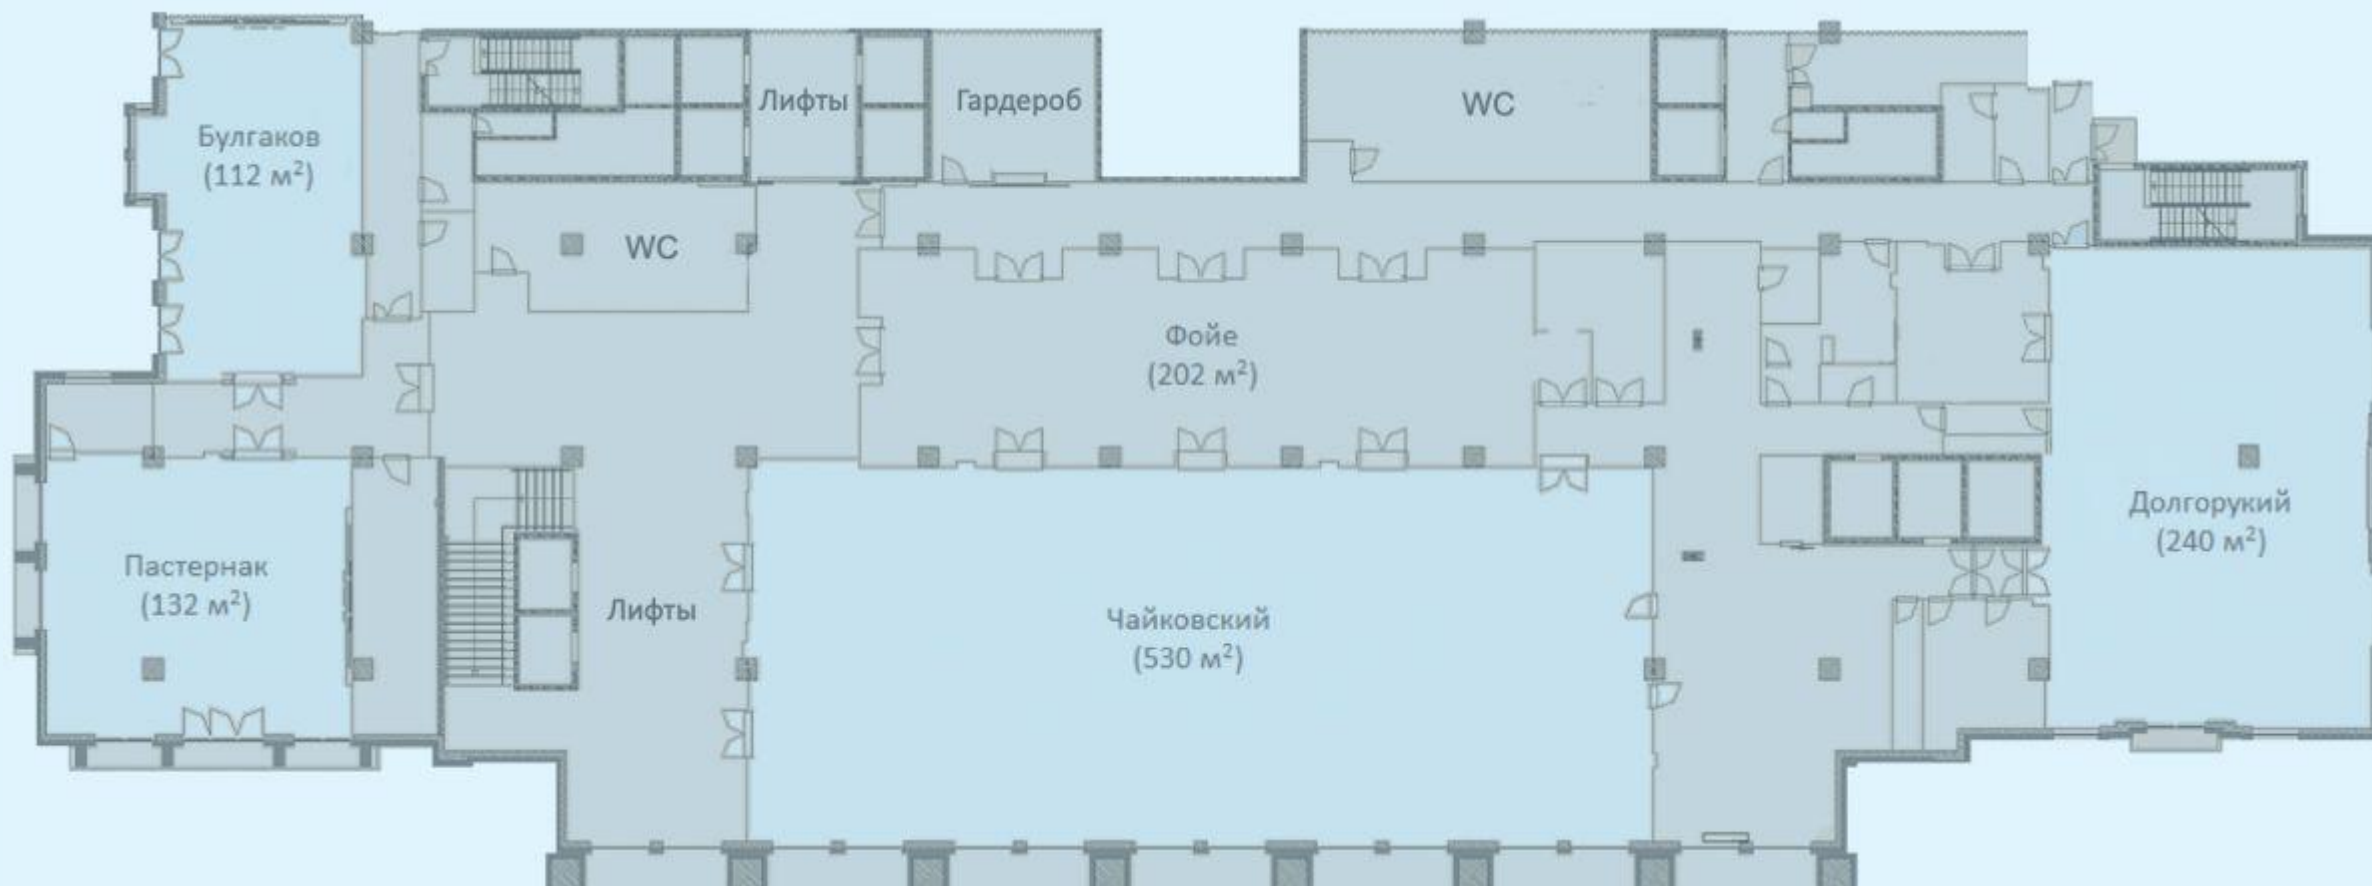 Лифты
Гардероб
WC
Булгаков
(112 м²)
WC
Фойе
(202 м²)
Долгорукий
(240 м²)
Пастернак
(132 м²)
Лифты
Чайковский
(530 м²)